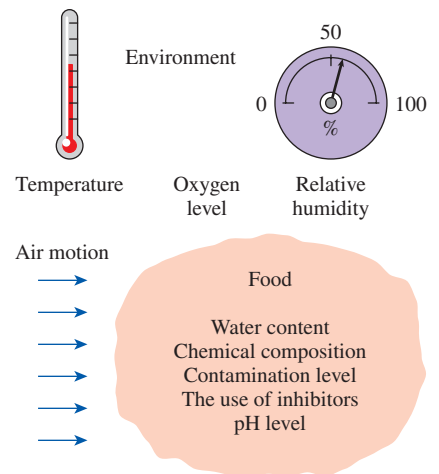 50
Environment
0
100
%
Temperature
Oxygen
level
Relative
humidity
Air motion
Food
Water content
Chemical composition
Contamination level
The use of inhibitors
pH level